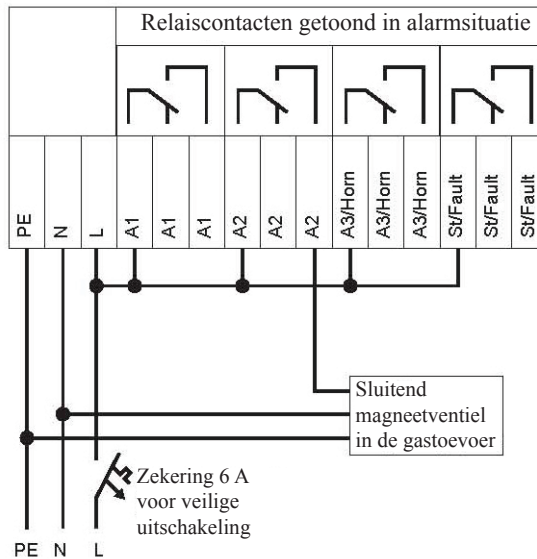 Relaiscontacten getoond in alarmsituatie
PE
N
L
A1
A1
A1
A2
A2
A2
A3/Horn
A3/Horn
A3/Horn
St/Fault
St/Fault
St/Fault
Sluitend
magneetventiel
in de gastoevoer
Zekering 6 A
voor veilige
uitschakeling
PE N L